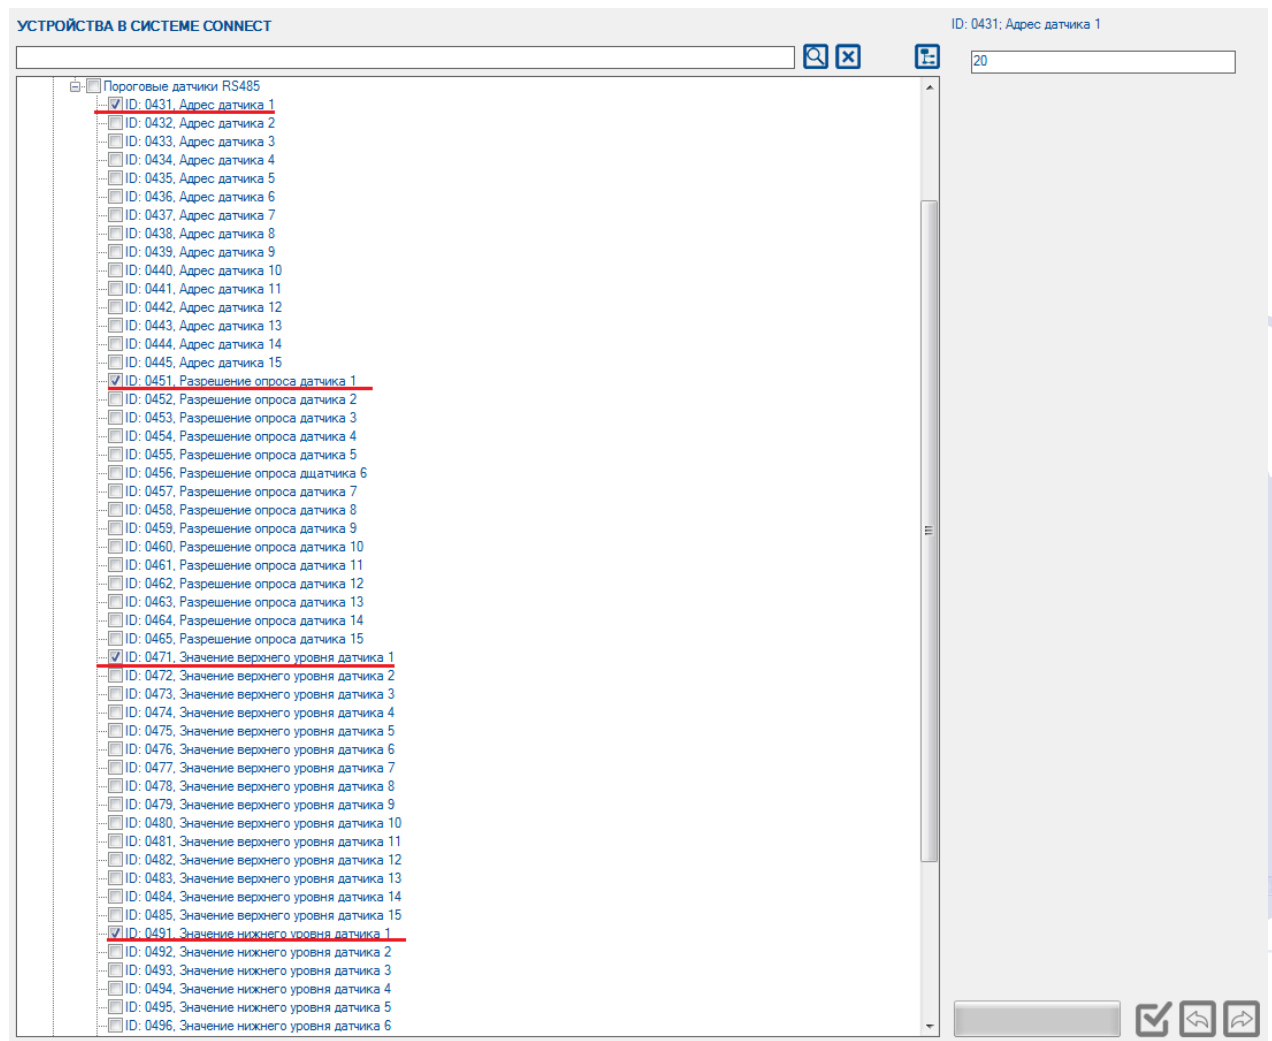 УСТРОЙСТВА В СИСТЕМЕ CONNECT
ID: 0431; Адрес датчика 1
20
Пороговые датчики RS485
ID: 0431, Адрес датчика 1
ID: 0432, Адрес датчика 2
ID: 0433, Адрес датчика 3
ID: 0434, Адрес датчика 4
ID: 0435, Адрес датчика 5
ID: 0436, Адрес датчика 6
ID: 0437, Адрес датчика 7
ID: 0438, Адрес датчика 8
ID: 0439, Адрес датчика 9
ID: 0440, Адрес датчика 10
ID: 0441, Адрес датчика 11
ID: 0442, Адрес датчика 12
ID: 0443, Адрес датчика 13
ID: 0444, Адрес датчика 14
ID: 0445, Адрес датчика 15
ID: 0451, Разрешение опроса датчика 1
ID: 0452, Разрешение опроса датчика 2
ID: 0453, Разрешение опроса датчика 3
ID: 0454, Разрешение опроса датчика 4
ID: 0455, Разрешение опроса датчика 5
ID: 0456, Разрешение опроса дщатчика 6
ID: 0457, Разрешение опроса датчика 7
ID: 0458, Разрешение опроса датчика 8
ID: 0459, Разрешение опроса датчика 9
ID: 0460, Разрешение опроса датчика 10
ID: 0461, Разрешение опроса датчика 11
ID: 0462, Разрешение опроса датчика 12
ID: 0463, Разрешение опроса датчика 13
ID: 0464, Разрешение опроса датчика 14
ID: 0465, Разрешение опроса датчика 15
ID: 0471, Значение верхнего уровня датчика 1
ID: 0472, Значение верхнего уровня датчика 2
ID: 0473, Значение верхнего уровня датчика 3
ID: 0474, Значение верхнего уровня датчика 4
ID: 0475, Значение верхнего уровня датчика 5
ID: 0476, Значение верхнего уровня датчика 6
ID: 0477, Значение верхнего уровня датчика 7
ID: 0478, Значение верхнего уровня датчика 8
ID: 0479, Значение верхнего уровня датчика 9
ID: 0480, Значение верхнего уровня датчика 10
ID: 0481, Значение верхнего уровня датчика 11
ID: 0482, Значение верхнего уровня датчика 12
ID: 0483, Значение верхнего уровня датчика 13
ID: 0484, Значение верхнего уровня датчика 14
ID: 0485, Значение верхнего уровня датчика 15
ID: 0491, Значение нижнего уровня датчика 1
ID: 0492, Значение нижнего уровня датчика 2
ID: 0493, Значение нижнего уровня датчика 3
ID: 0494, Значение нижнего уровня датчика 4
ID: 0495, Значение нижнего уровня датчика 5
ID: 0496, Значение нижнего уровня датчика 6